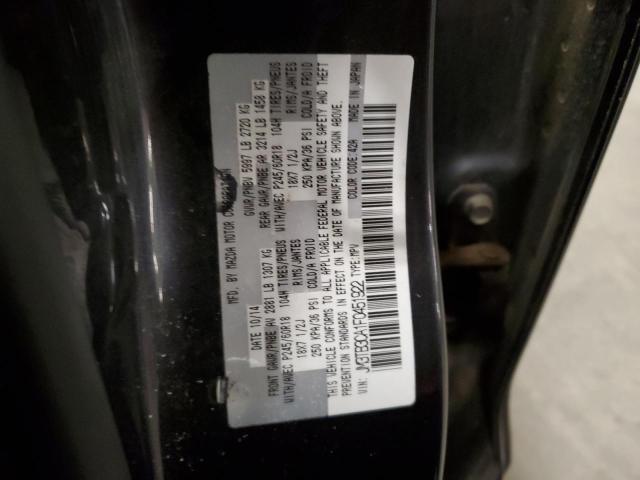 MFD. BY MAZDA MOTOR
DATE 10/14 GVWR/PNBV 5997 LB 2720 KG
FRONT GAWR/PNBE AV 2881 LB 1307 KG REAR GAWR/PNBE AR 3214 LB 1458 KG
WITH/AVEC P245/60R18 104H TIRES/PNEUS WITH/AVEC P245/60R18 104H TIRES/PNEUS
18X7 1/2J RIMS/JANTES 18X7 1/2J RIMS/JANTES
250 KPA/36 PSI COLD/A FROID 250 KPA/36 PSI COLD/A FROID
THIS VEHICLE CONFORMS TO ALL APPLICABLE FEDERAL MOTOR VEHICLE SAFETY AND THEFT
PREVENTION STANDARDS IN EFFECT ON THE DATE OF MANUFACTURE SHOWN ABOVE.
VIN: JM3TB3CA1F0451922 TYPE:MPV COLOR CODE:42A MADE IN JAPAN